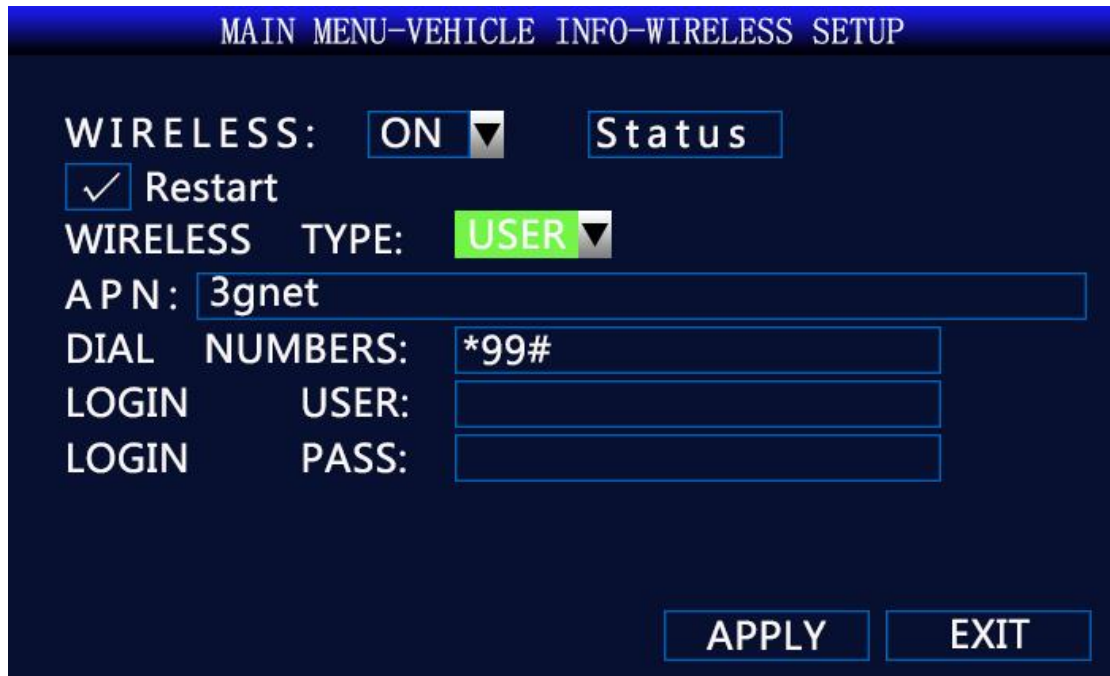 MAIN MENU-VEHICLE INFO-WIRELESS SETUP
WIRELESS: ON Status
Restart
WIRELESS TYPE: USER
APN: 3gnet
DIAL NUMBERS: *99#
LOGIN USER:
LOGIN PASS:
APPLY EXIT